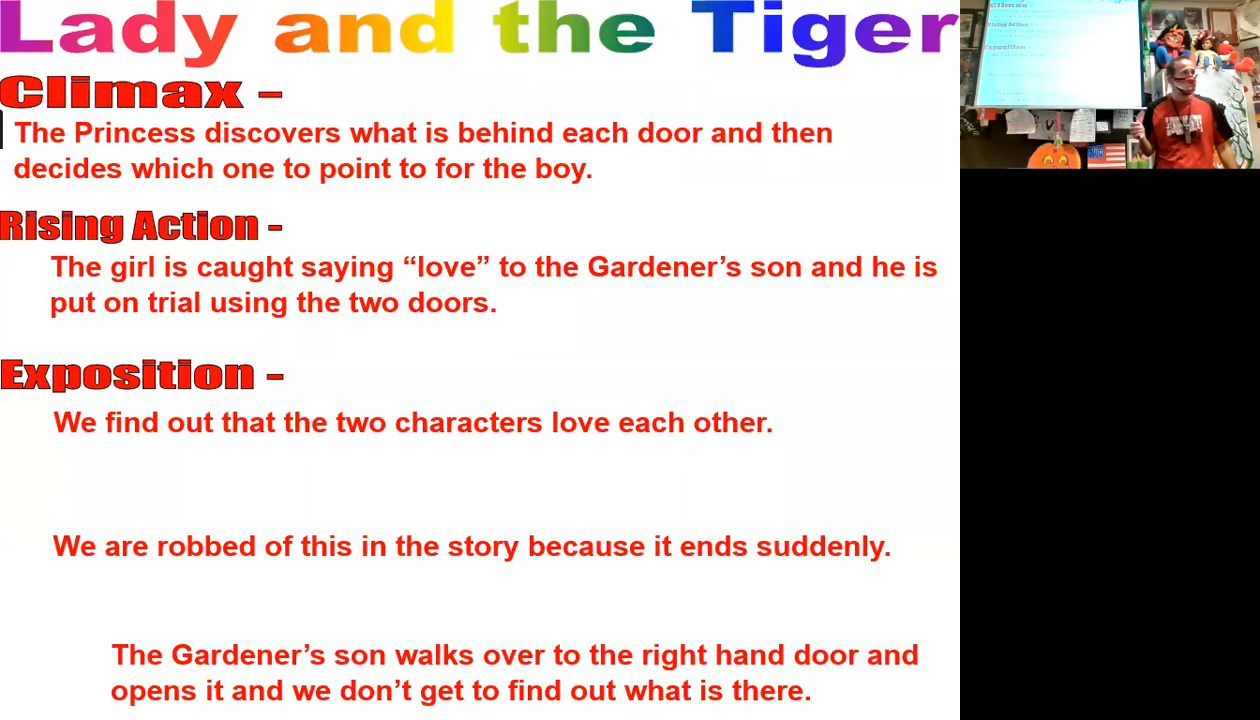 Lady and the Tiger
Climax -
The Princess discovers what is behind each door and then
decides which one to point to for the boy.
Rising Action -
The girl is caught saying “love” to the Gardener’s son and he is
put on trial using the two doors.
Exposition -
We find out that the two characters love each other.
We are robbed of this in the story because it ends suddenly.
The Gardener’s son walks over to the right hand door and
opens it and we don’t get to find out what is there.
Climax -
Rising Action -
Exposition -